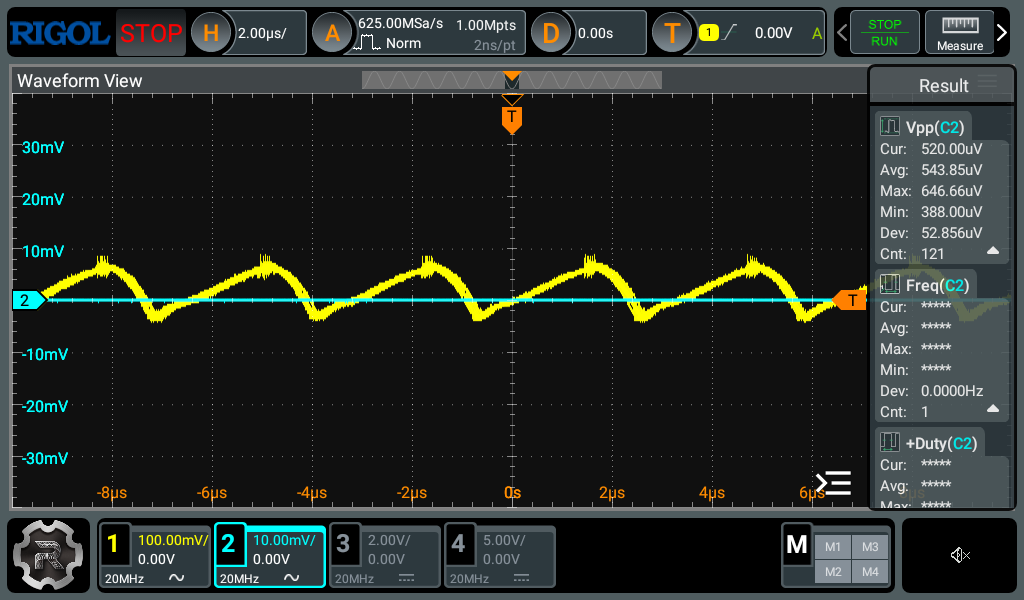 RIGOL STOP H 2.00µs/ A 625.00MSa/s 1.00Mpts D 0.00s T 1 0.00V A STOP
Norm 2ns/pt RUN Measure
Waveform View
T
Result
30mV
20mV
10mV
2
-10mV
-20mV
-30mV
T
-8µs -6µs -4µs -2µs 0s 2µs 4µs 6µs 8µs
Vpp(C2)
Cur: 520.00uV
Avg: 543.85uV
Max: 646.66uV
Min: 388.00uV
Dev: 52.856uV
Cnt: 121
Freq(C2)
Cur: *****
Avg: *****
Max: *****
Min: *****
Dev: 0.0000Hz
Cnt: 1
+Duty(C2)
Cur: *****
Avg: *****
Max: *****
1 100.00mV/ 2 10.00mV/ 3 2.00V/ 4 5.00V/ M M1 M3
0.00V 0.00V 0.00V 0.00V M2 M4
20MHz 20MHz 20MHz 20MHz
R